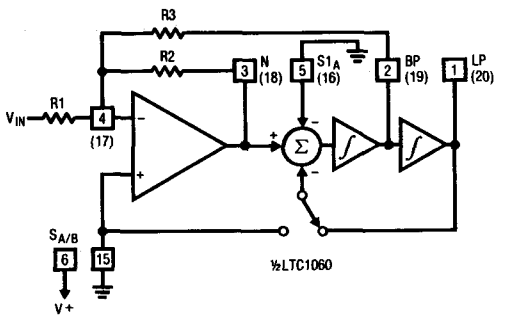 R3
R2
N
3
(18)
S1A
5
(16)
BP
2
(19)
LP
1
(20)
R1
VIN
4
(17)
−
+
+
Σ
−
−
∫
∫
SA/B
6
V+
15
½LTC1060